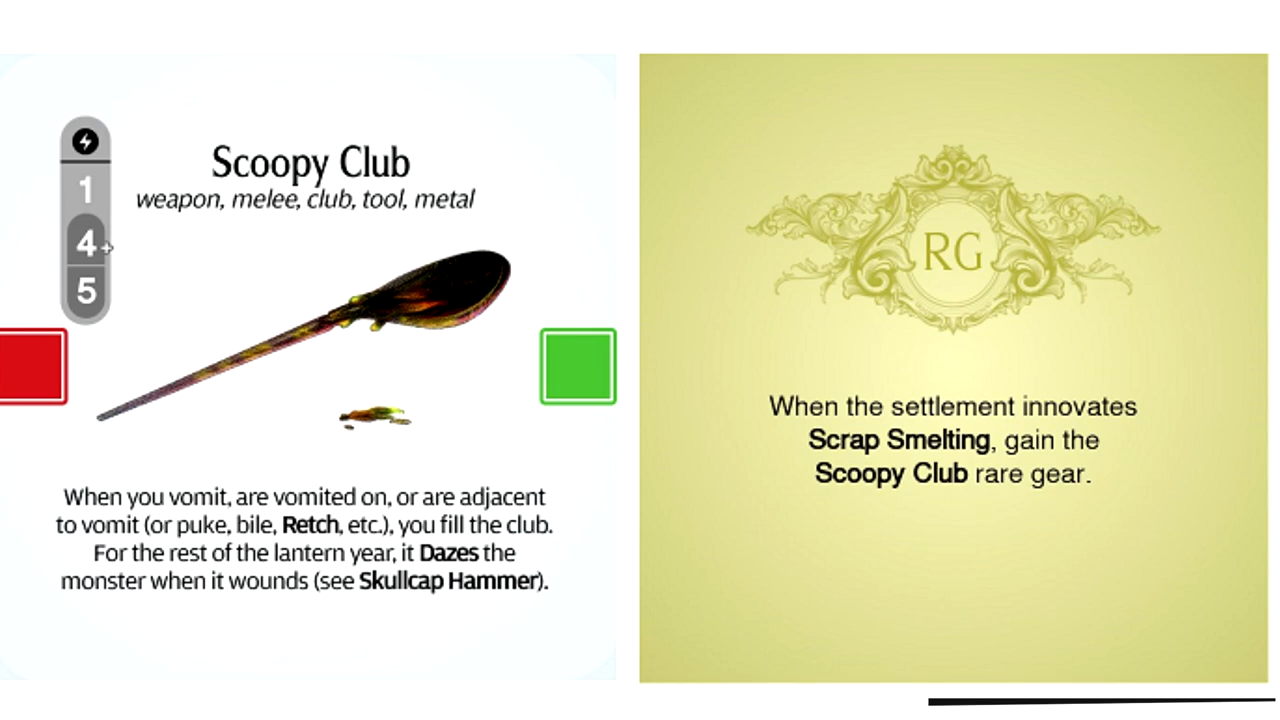 Scoopy Club
weapon, melee, club, tool, metal
1
4+
5
When you vomit, are vomited on, or are adjacent
to vomit (or puke, bile, Retch, etc.), you fill the club.
For the rest of the lantern year, it Dazes the
monster when it wounds (see Skullcap Hammer).
RG
When the settlement innovates
Scrap Smelting, gain the
Scoopy Club rare gear.